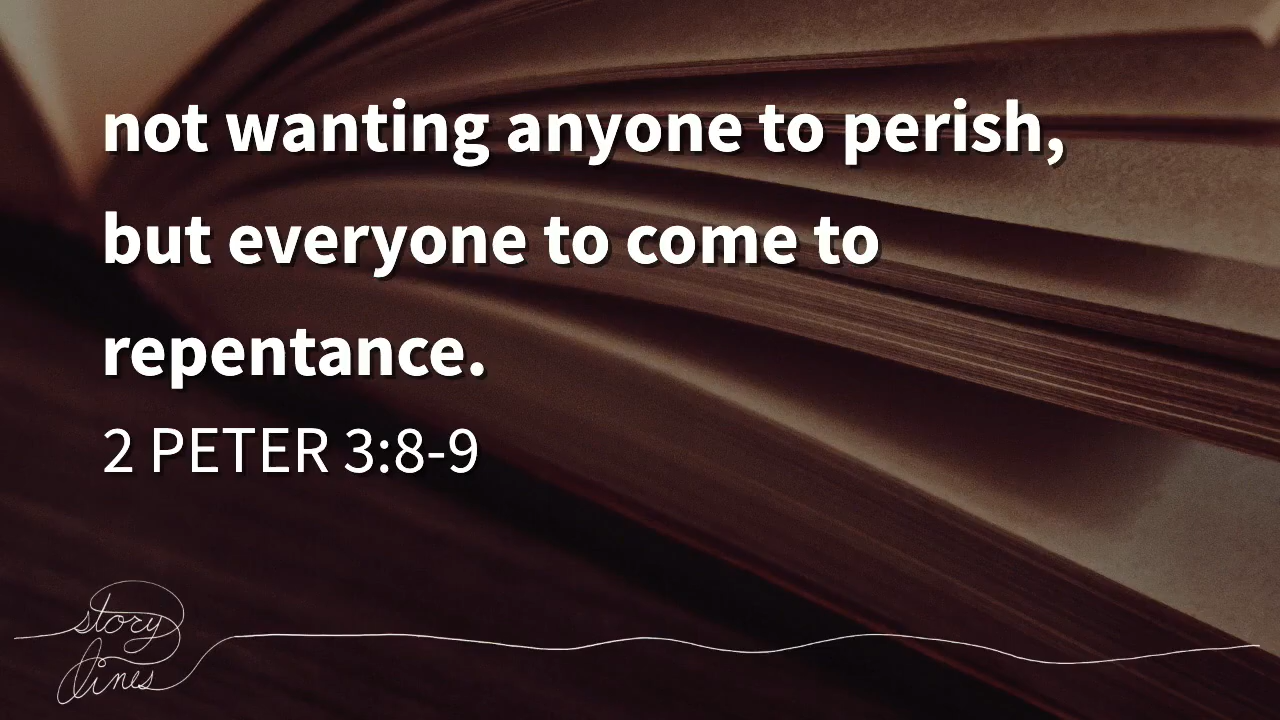 not wanting anyone to perish,
but everyone to come to
repentance.
2 PETER 3:8-9
story
lines